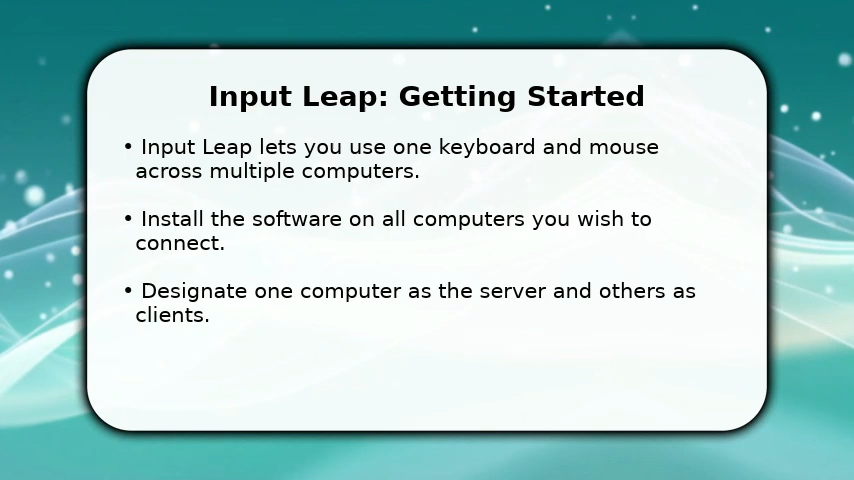 Input Leap: Getting Started
• Input Leap lets you use one keyboard and mouse
across multiple computers.
• Install the software on all computers you wish to
connect.
• Designate one computer as the server and others as
clients.